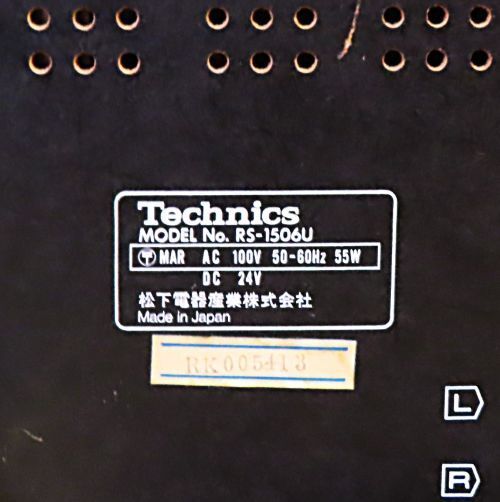 Technics
MODEL No. RS-1506U
〒 MAR AC 100V 50-60Hz 55W
DC 24V
松下電器産業株式会社
Made in Japan
RK005413
L
R